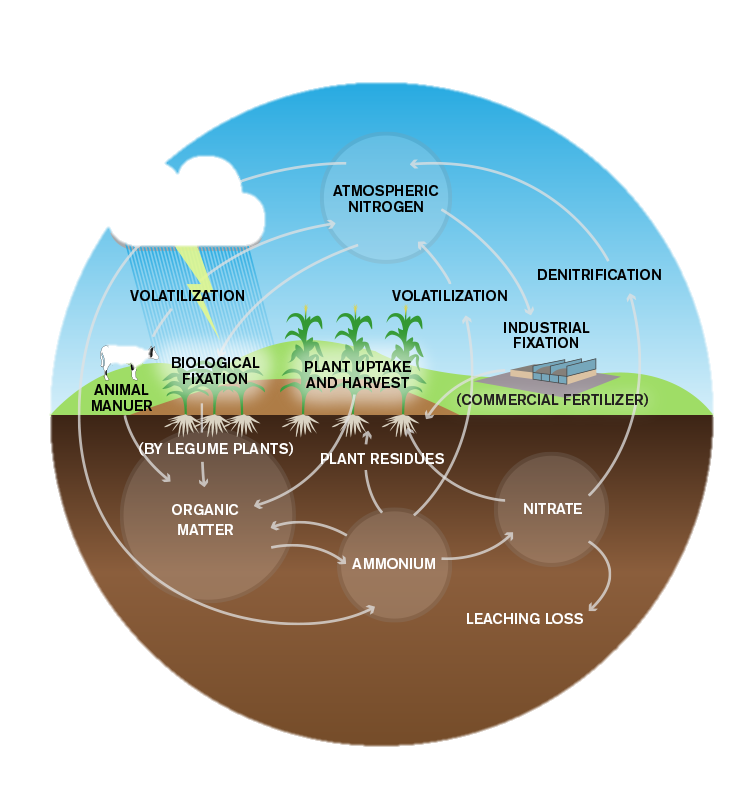 ATMOSPHERIC
NITROGEN
DENITRIFICATION
VOLATILIZATION
VOLATILIZATION
INDUSTRIAL
FIXATION
BIOLOGICAL
FIXATION
PLANT UPTAKE
AND HARVEST
ANIMAL
MANUER
(COMMERCIAL FERTILIZER)
(BY LEGUME PLANTS)
PLANT RESIDUES
ORGANIC
MATTER
NITRATE
AMMONIUM
LEACHING LOSS